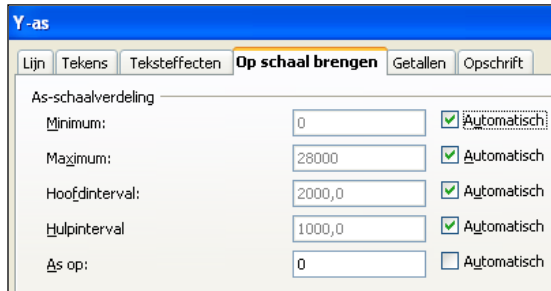 Y-as
Lijn Tekens Teksteffecten Op schaal brengen Getallen Opschrift
As-schaalverdeling
Minimum: 0 Automatisch
Maximum: 28000 Automatisch
Hoofdinterval: 2000,0 Automatisch
Hulpinterval 1000,0 Automatisch
As op: 0 Automatisch